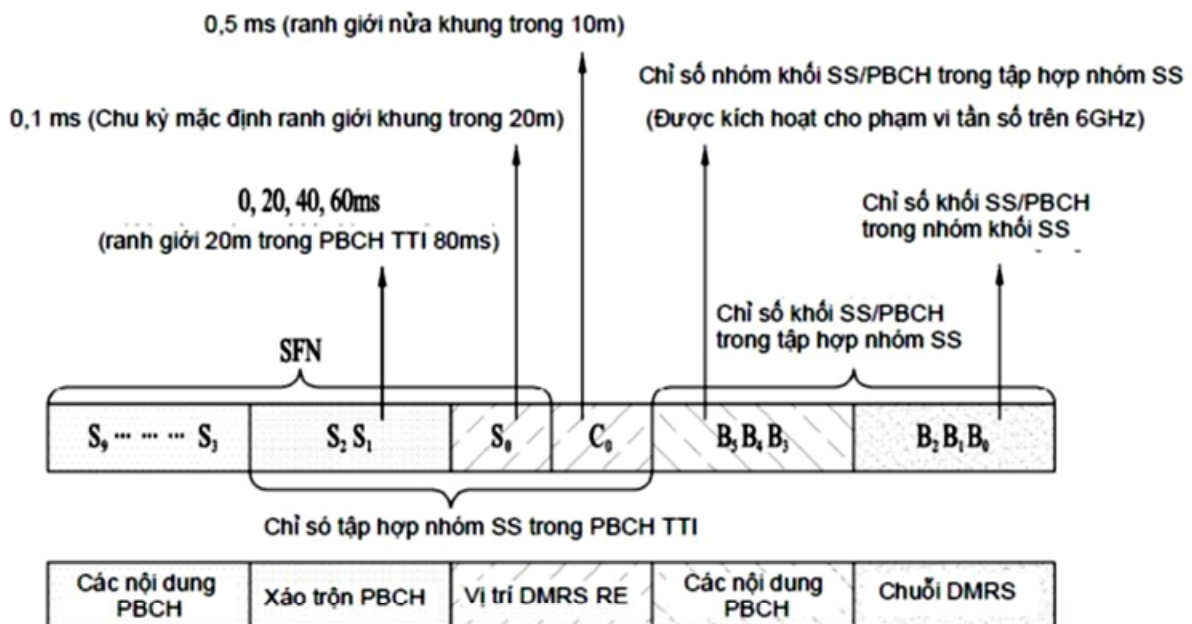 0,5 ms (ranh giới nửa khung trong 10m)
Chỉ số nhóm khối SS/PBCH trong tập hợp nhóm SS
0,1 ms (Chu kỳ mặc định ranh giới khung trong 20m)
(Được kích hoạt cho phạm vi tần số trên 6GHz)
0, 20, 40, 60ms
(ranh giới 20m trong PBCH TTI 80ms)
Chỉ số khối SS/PBCH
trong nhóm khối SS
Chỉ số khối SS/PBCH
trong tập hợp nhóm SS
SFN
S₉ ... ... ... S₃
S₂ S₁
S₀
C₀
B₅ B₄ B₃
B₂ B₁ B₀
Chỉ só tập hợp nhóm SS trong PBCH TTI
Các nội dung
PBCH
Xáo trộn PBCH
Vị trí DMRS RE
Các nội dung
PBCH
Chuỗi DMRS